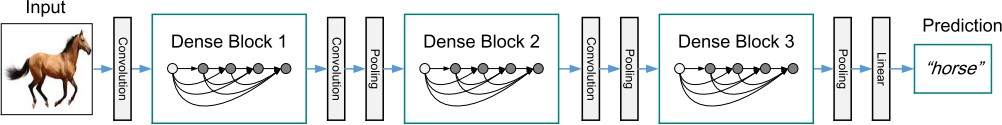 Input
Convolution
Dense Block 1
Convolution
Pooling
Dense Block 2
Convolution
Pooling
Dense Block 3
Pooling
Linear
Prediction
“horse”